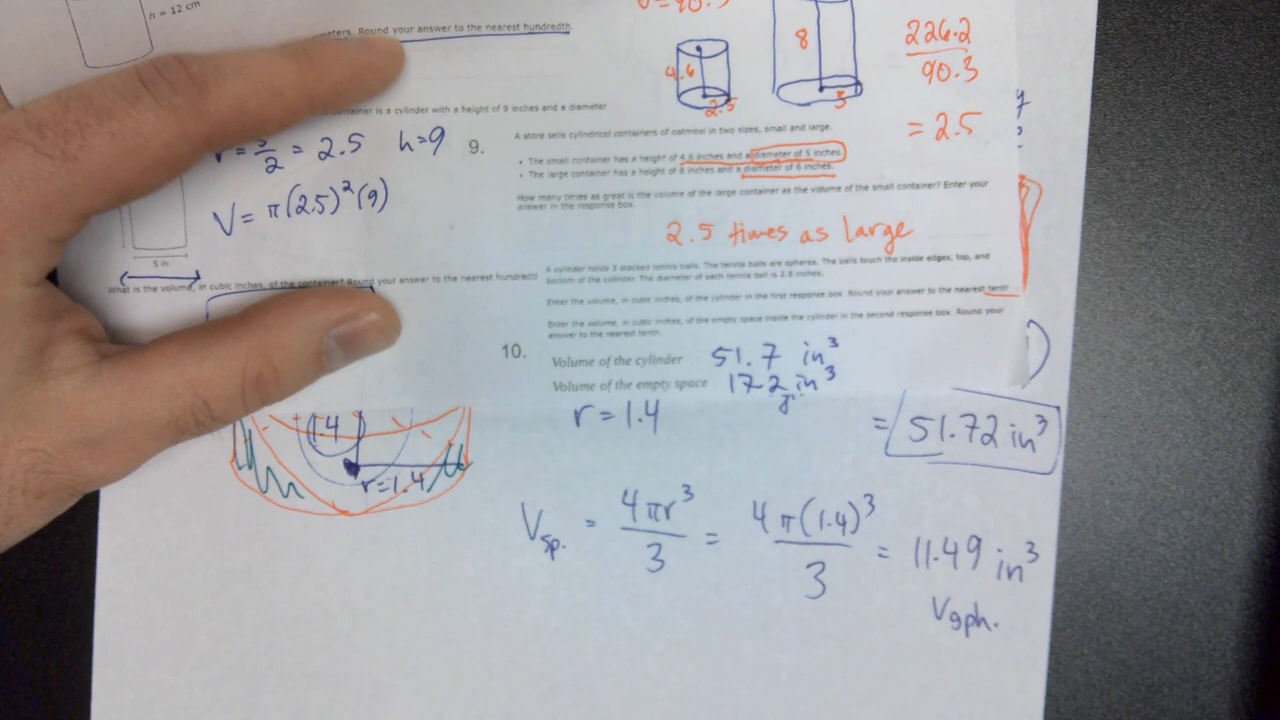 h = 12 cm
meters. Round your answer to the nearest hundredth.
container is a cylinder with a height of 9 inches and a diameter
= 2.5 h=9
V = π(2.5)²(9)
5 in
What is the volume, in cubic inches, of the container? Round your answer to the nearest hundredth
4.6
2.5
8
3
226.2
90.3
= 2.5
9.
A store sells cylindrical containers of oatmeal in two sizes, small and large.
• The small container has a height of 4.6 inches and a diameter of 5 inches.
• The large container has a height of 8 inches and a diameter of 6 inches.
How many times as great is the volume of the large container as the volume of the small container? Enter your
answer in the response box.
2.5 times as large
A cylinder holds 3 stacked tennis balls. The tennis balls are spheres. The balls touch the inside edges, top, and
bottom of the cylinder. The diameter of each tennis ball is 2.8 inches.
Enter the volume, in cubic inches, of the cylinder in the first response box. Round your answer to the nearest tenth
Enter the volume, in cubic inches, of the empty space inside the cylinder in the second response box. Round your
answer to the nearest tenth.
10.
Volume of the cylinder 51.7 in³
Volume of the empty space 17.2 in³
r = 1.4
= 51.72 in³
1.4
r=1.4
V sp. = 4πr³/3 = 4π(1.4)³/3 = 11.49 in³
V sph.